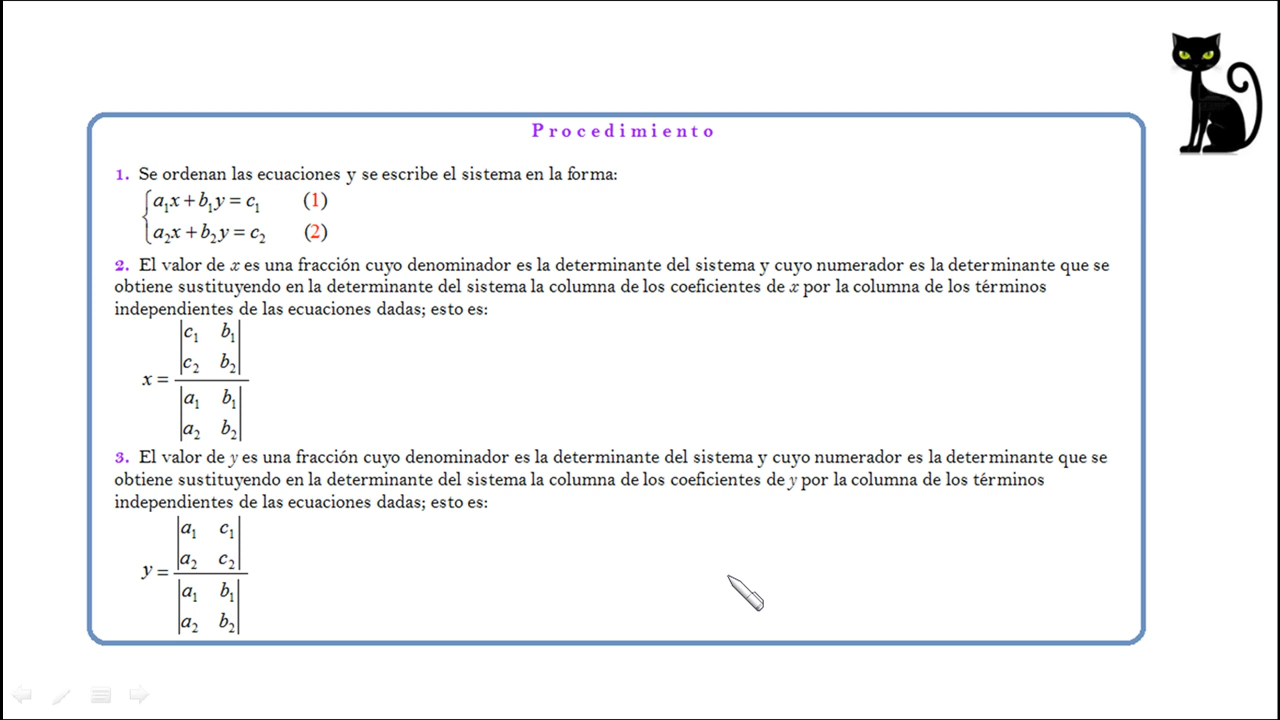 Procedimiento
1. Se ordenan las ecuaciones y se escribe el sistema en la forma:
a₁x + b₁y = c₁ (1)
a₂x + b₂y = c₂ (2)
2. El valor de x es una fracción cuyo denominador es la determinante del sistema y cuyo numerador es la determinante que se
obtiene sustituyendo en la determinante del sistema la columna de los coeficientes de x por la columna de los términos
independientes de las ecuaciones dadas; esto es:
c₁ b₁
c₂ b₂
x =
a₁ b₁
a₂ b₂
3. El valor de y es una fracción cuyo denominador es la determinante del sistema y cuyo numerador es la determinante que se
obtiene sustituyendo en la determinante del sistema la columna de los coeficientes de y por la columna de los términos
independientes de las ecuaciones dadas; esto es:
a₁ c₁
a₂ c₂
y =
a₁ b₁
a₂ b₂